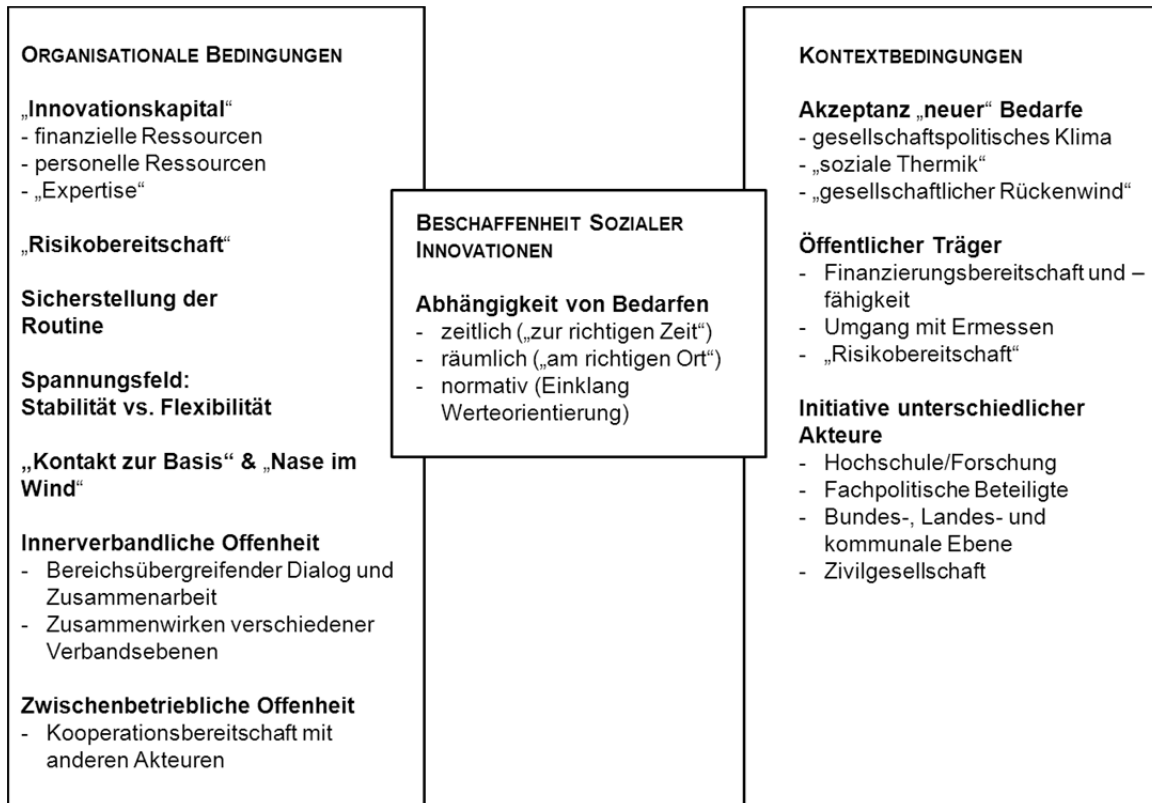 ORGANISATIONALE BEDINGUNGEN
„Innovationskapital“
- finanzielle Ressourcen
- personelle Ressourcen
- „Expertise“
„Risikobereitschaft“
Sicherstellung der
Routine
Spannungsfeld:
Stabilität vs. Flexibilität
„Kontakt zur Basis“ & „Nase im
Wind“
Innerverbandliche Offenheit
- Bereichsübergreifender Dialog und
Zusammenarbeit
- Zusammenwirken verschiedener
Verbandsebenen
Zwischenbetriebliche Offenheit
- Kooperationsbereitschaft mit
anderen Akteuren
BESCHAFFENHEIT SOZIALER
INNOVATIONEN
Abhängigkeit von Bedarfen
- zeitlich („zur richtigen Zeit“)
- räumlich („am richtigen Ort“)
- normativ (Einklang
Werteorientierung)
KONTEXTBEDINGUNGEN
Akzeptanz „neuer“ Bedarfe
- gesellschaftspolitisches Klima
- „soziale Thermik“
- „gesellschaftlicher Rückenwind“
Öffentlicher Träger
- Finanzierungsbereitschaft und –
fähigkeit
- Umgang mit Ermessen
- „Risikobereitschaft“
Initiative unterschiedlicher
Akteure
- Hochschule/Forschung
- Fachpolitische Beteiligte
- Bundes-, Landes- und
kommunale Ebene
- Zivilgesellschaft